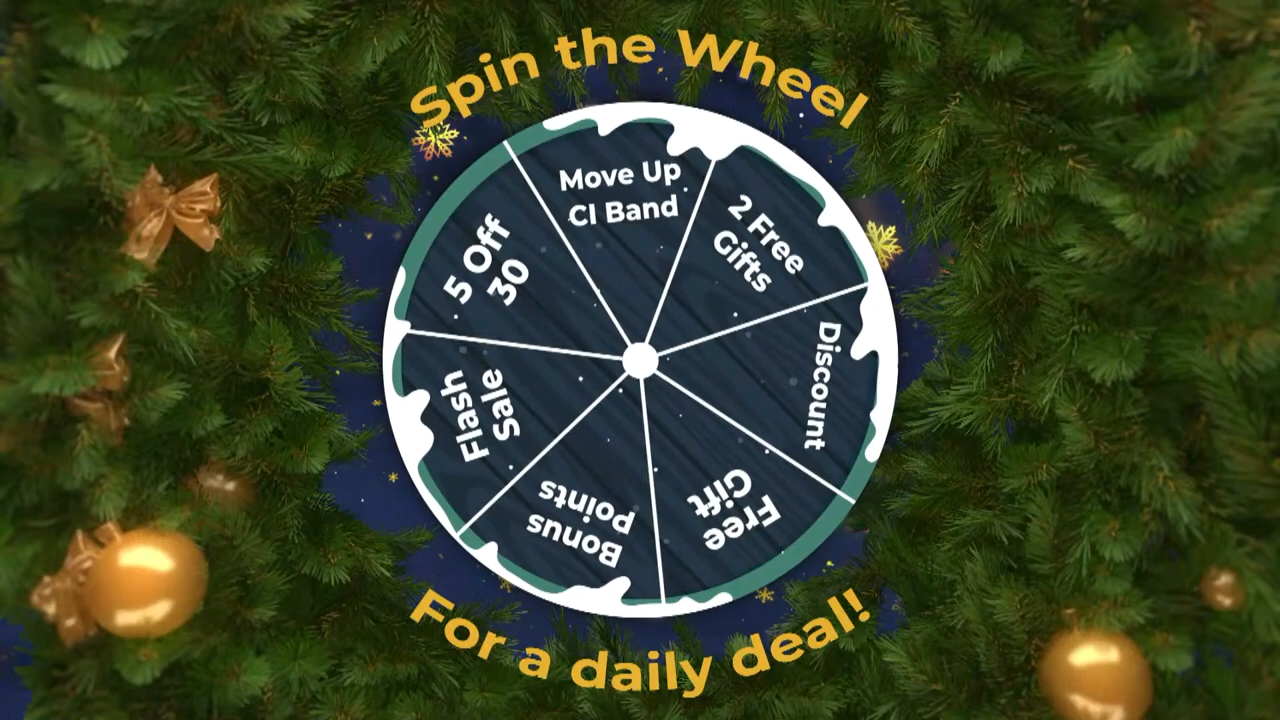 Spin the Wheel
Move Up
CI Band
2 Free
Gifts
Discount
Free
Gift
Bonus
Points
Flash
Sale
5 Off
30
For a daily deal!